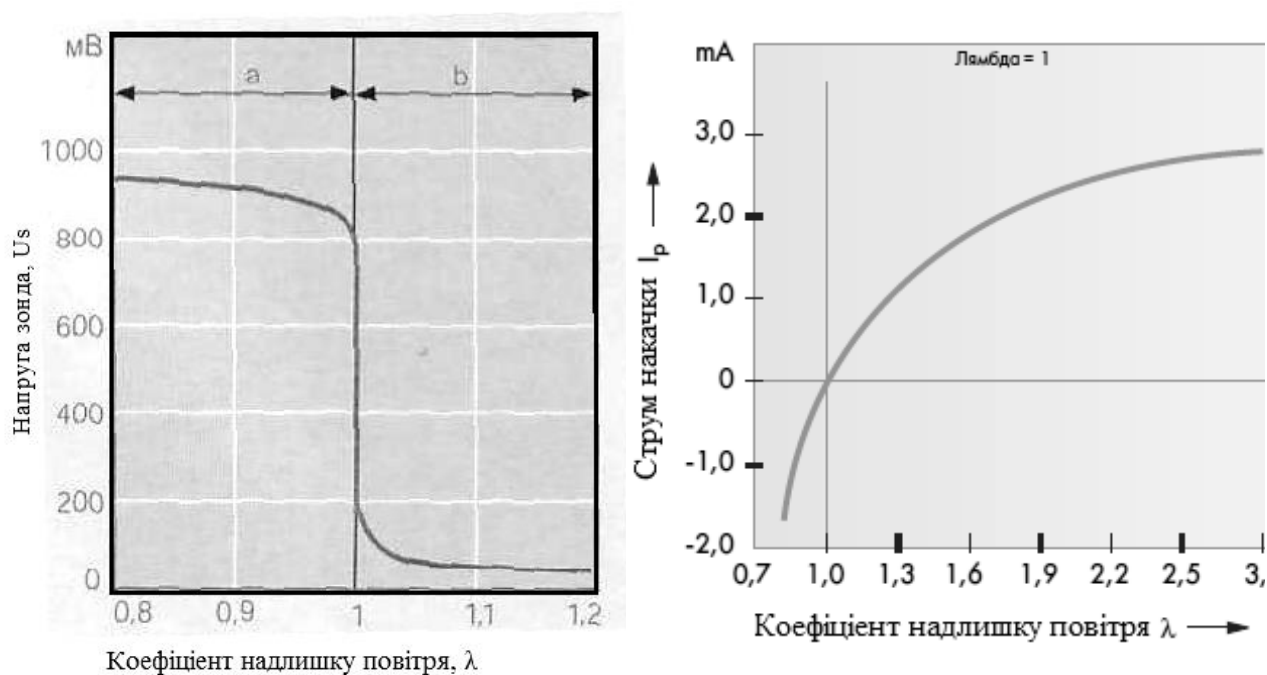 мВ
a
b
1000
800
600
400
200
0
0,8
0,9
1
1,1
1,2
Напруга зонда, Us
Коефіцієнт надлишку повітря, λ
mA
Лямбда = 1
3,0
2,0
1,0
0
-1,0
-2,0
0,7
1,0
1,3
1,6
1,9
2,2
2,5
3,
Струм накачки Ip
Коефіцієнт надлишку повітря λ